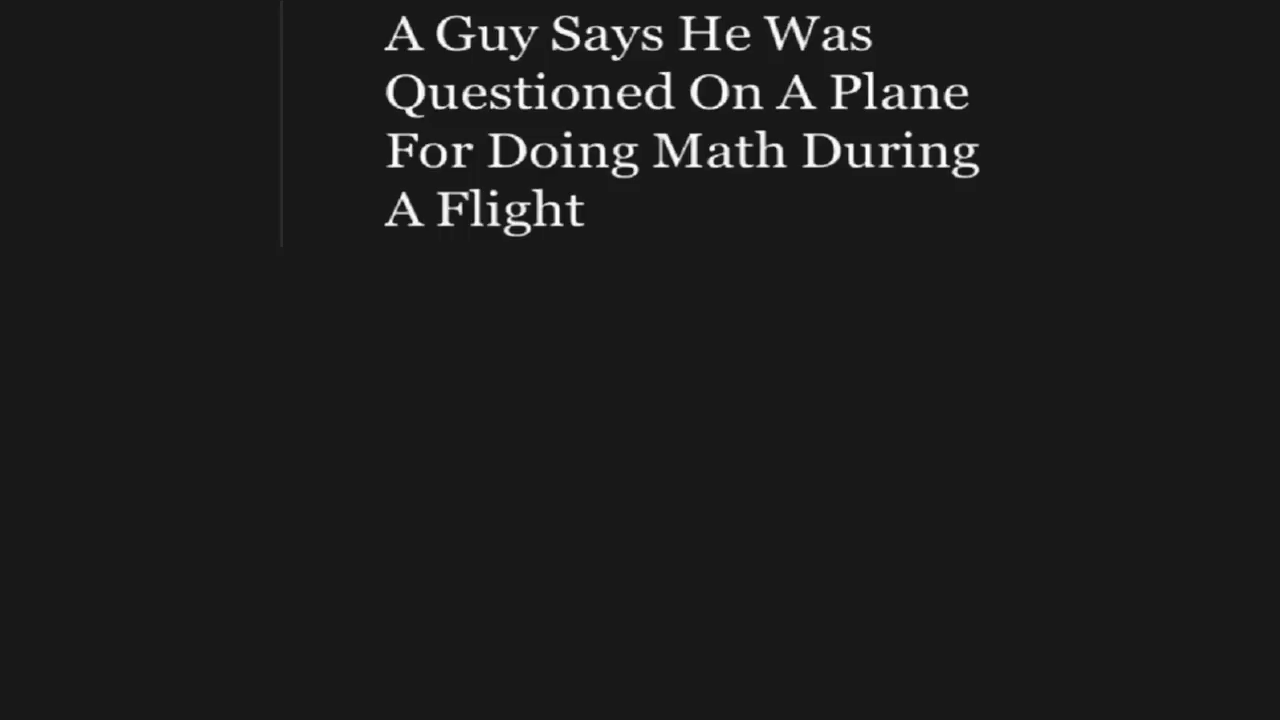 A Guy Says He Was
Questioned On A Plane
For Doing Math During
A Flight